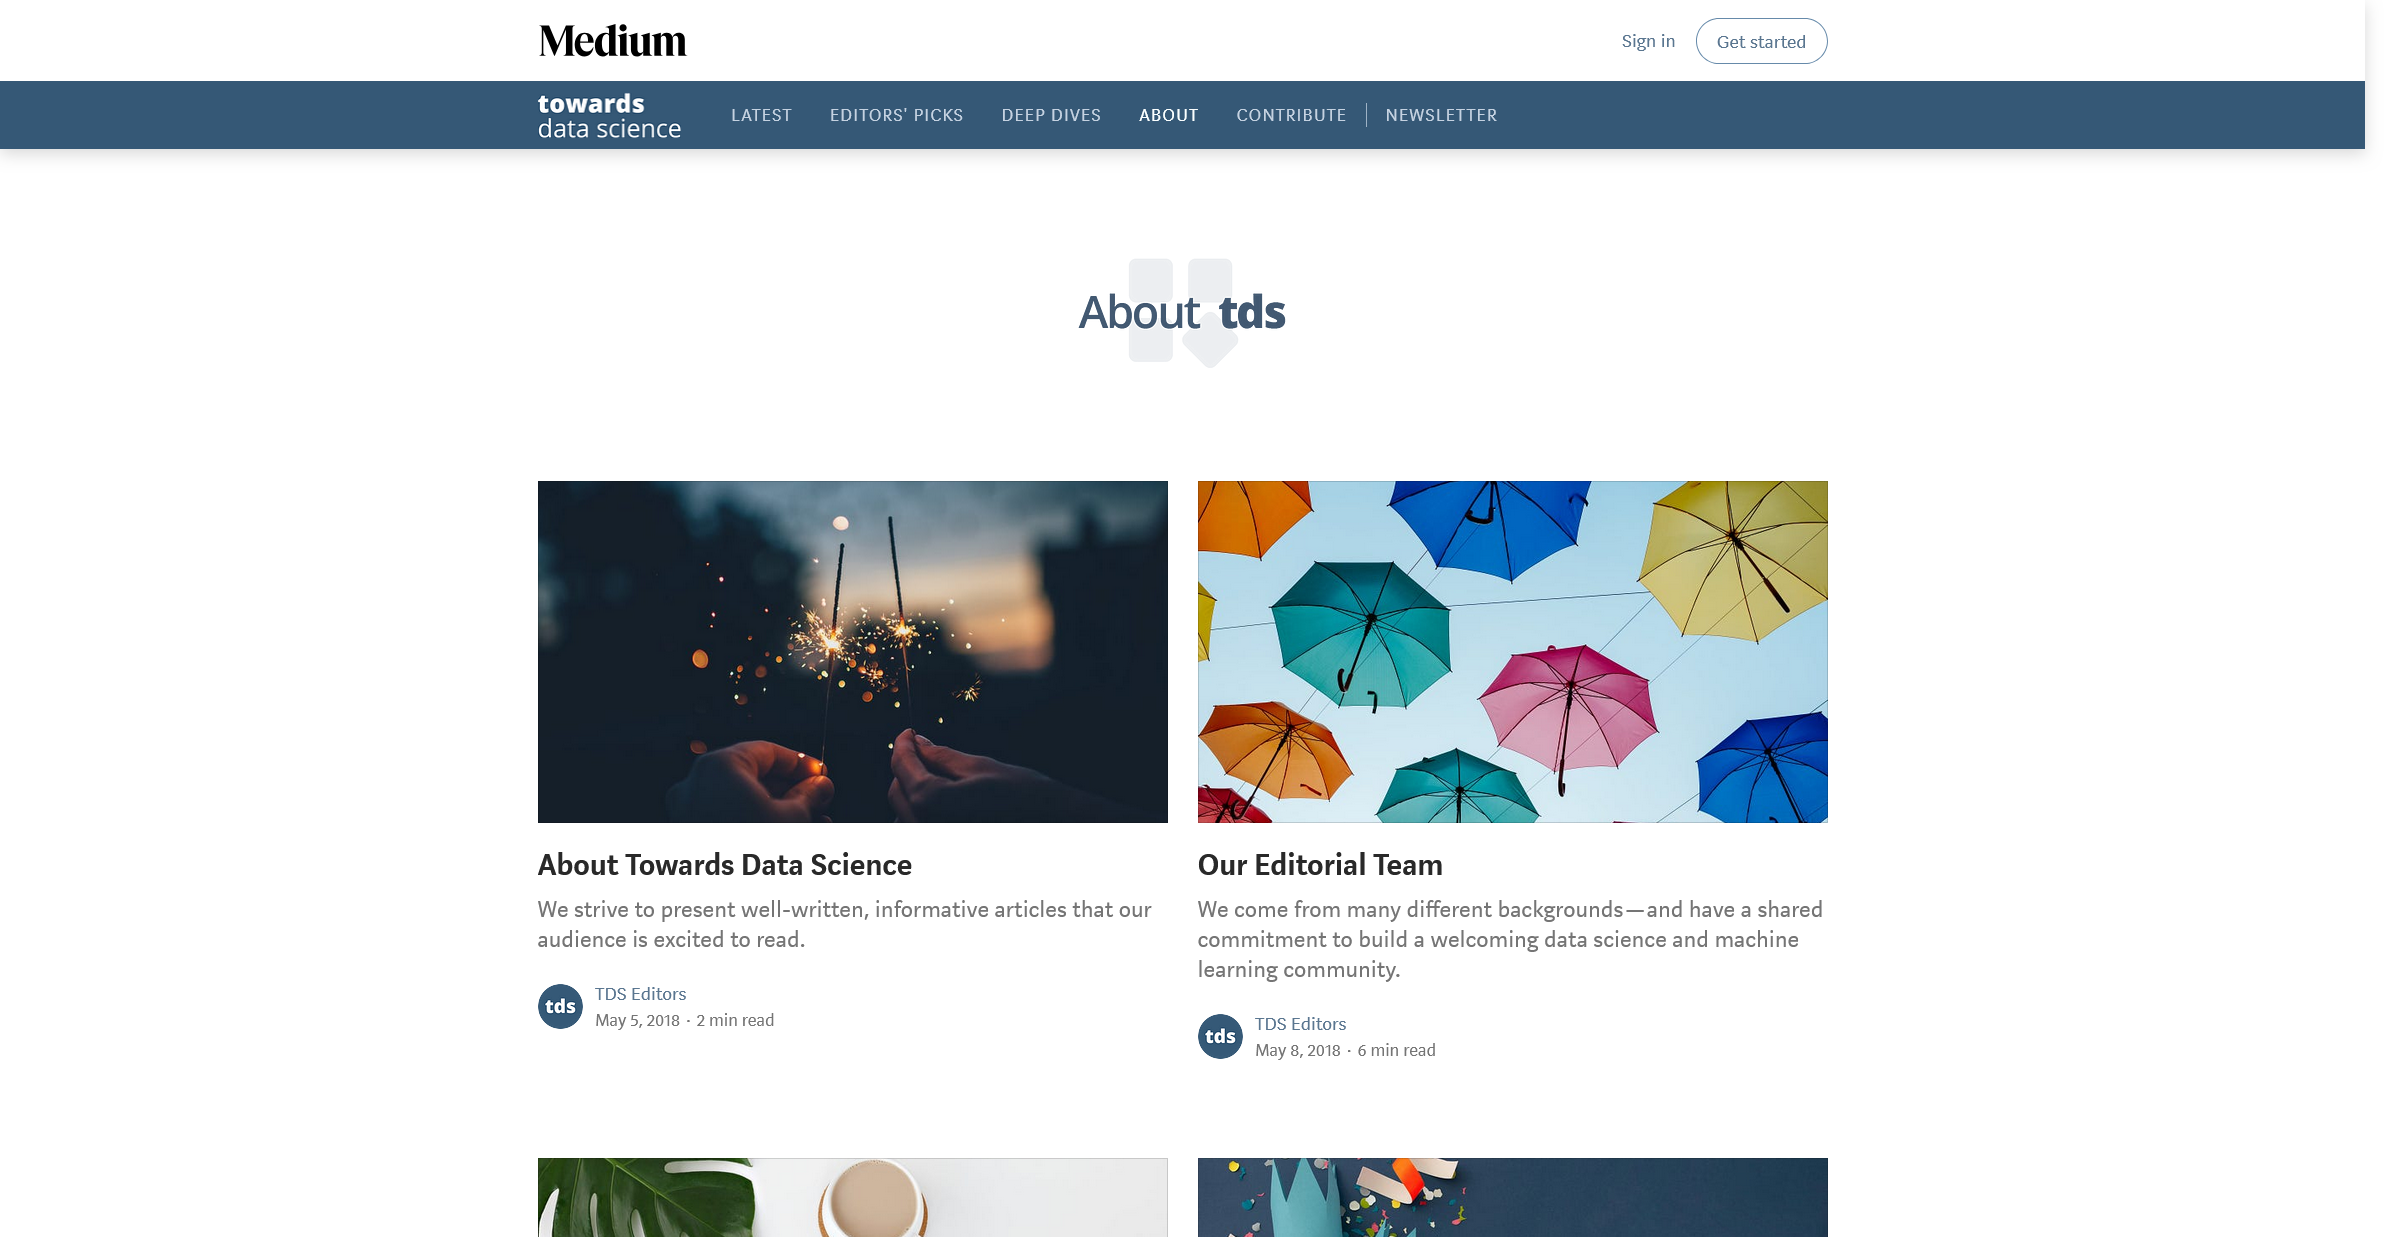 Medium
Sign in
Get started
towards
data science
LATEST
EDITORS' PICKS
DEEP DIVES
ABOUT
CONTRIBUTE
NEWSLETTER
About tds
About Towards Data Science
We strive to present well-written, informative articles that our
audience is excited to read.
tds
TDS Editors
May 5, 2018 · 2 min read
Our Editorial Team
We come from many different backgrounds — and have a shared
commitment to build a welcoming data science and machine
learning community.
tds
TDS Editors
May 8, 2018 · 6 min read